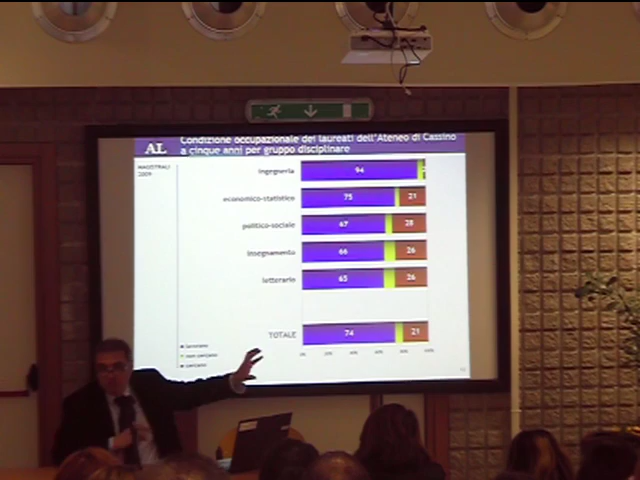 Condizione occupazionale dei laureati dell'Ateneo di Cassino
AL a cinque anni per gruppo disciplinare
MAGISTRALI
2009
ingegneria 94
economico-statistico 75 21
politico-sociale 67 28
insegnamento 66 26
letterario 65 26
TOTALE 74 21
lavorano
non cercano
cercano